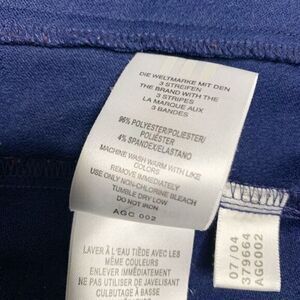 DIE WELTMARKE MIT DEN
3 STREIFEN
THE BRAND WITH THE
3 STRIPES
LA MARQUE AUX
3 BANDES
96% POLYESTER/POLIESTER/
POLIÉSTER
4% SPANDEX/ELASTANO
MACHINE WASH WARM WITH LIKE
COLORS
REMOVE IMMEDIATELY
USE ONLY NON-CHLORINE BLEACH
TUMBLE DRY LOW
DO NOT IRON
AGC 002
LAVER À L'EAU TIÈDE AVEC LES
MÊME COULEURS
ENLEVER IMMÉDIATEMENT
NE PAS UTILISER DE JAVELISANT
CULBUTAGE À BASSE
07/04
379664
AGC002